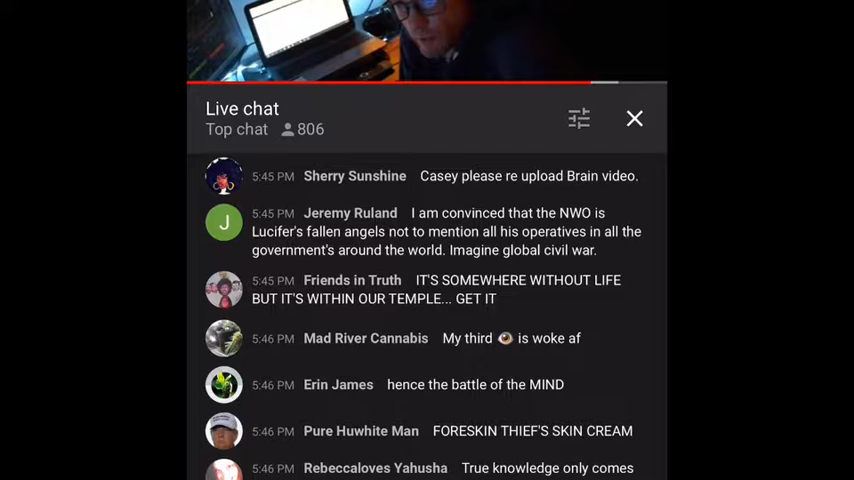 Live chat
Top chat 806
5:45 PM Sherry Sunshine Casey please re upload Brain video.
J 5:45 PM Jeremy Ruland I am convinced that the NWO is
Lucifer's fallen angels not to mention all his operatives in all the
government's around the world. Imagine global civil war.
5:45 PM Friends in Truth IT'S SOMEWHERE WITHOUT LIFE
BUT IT'S WITHIN OUR TEMPLE... GET IT
5:46 PM Mad River Cannabis My third 👁️ is woke af
5:46 PM Erin James hence the battle of the MIND
5:46 PM Pure Huwhite Man FORESKIN THIEF'S SKIN CREAM
5:46 PM Rebeccaloves Yahusha True knowledge only comes